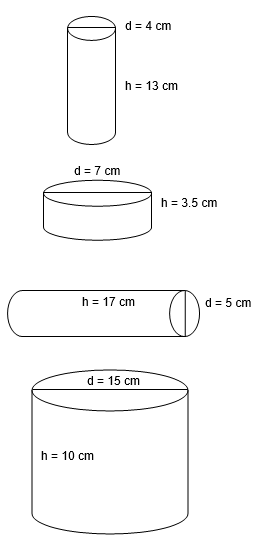 d = 4 cm
h = 13 cm
d = 7 cm
h = 3.5 cm
h = 17 cm
d = 5 cm
d = 15 cm
h = 10 cm